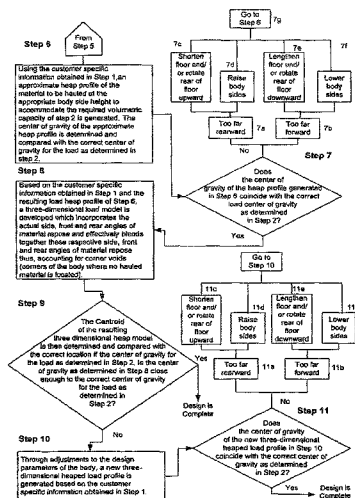 From
Step 5
Step 6
Using the customer specific
information obtained in Step 1,an
approximate heap profile of the
material to be hauled at the
appropriate body side height to
accommodate the required volumetric
capacity of step 2 is generated. The
center of gravity of the approximate
heap profile is determined and
compared with the correct center of
gravity for the load as determined in
step 2.
Go to
Step 8
7g
7c
Shorten
floor and/
or rotate
rear of
floor
upward
7d
Raise
body
sides
7e
Lengthen
floor and/
or rotate
rear of
floor
downward
7f
Lower
body
sides
Too far
rearward
7a
Too far
forward
7b
No
Step 7
Does
the center of
gravity of the heap profile generated
in Step 6 coincide with the correct
load center of gravity
as determined
in Step 2?
Yes
Step 8
Based on the customer specific
information obtained in Step 1 and the
resulting load heap profile of Step 6,
a three-dimensional load model is
developed which incorporates the
actual side, front and rear angles of
material repose and effectively blends
together these respective side, front
and rear angles of material repose
thus, accounting for corner voids
(corners of the body where no hauled
material is located).
Step 9
The Centroid
of the resulting
three dimensional heap model
is then determined and compared with
the correct location if the center of gravity for
the load as determined in Step 2. Is the center
of gravity as determined in Step 8 close
enough to the correct center of gravity
for the load as
determined in
Step 2?
Yes
Design is
Complete
No
Step 10
Through adjustments to the design
parameters of the body, a new three-
dimensional heaped load profile is
generated based on the customer
specific information obtained in Step 1.
Go to
Step 10
11c
Shorten
floor and/
or rotate
rear of
floor
upward
11d
Raise
body
sides
11e
Lengthen
floor and/
or rotate
rear of
floor
downward
11
Lower
body
sides
Too far
rearward
11a
Too far
forward
11b
No
Step 11
Does
the center of gravity
of the new three-dimensional
heaped load profile in Step 10
coincide with the correct center of
gravity as determined
in Step 2?
Yes
Design is
Complete